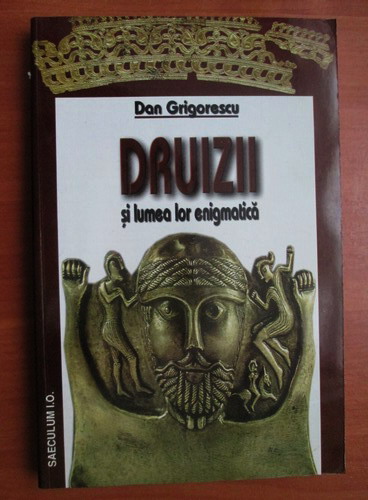 Dan Grigorescu
DRUIZII
și lumea lor enigmatică
SAECULUM I.O.